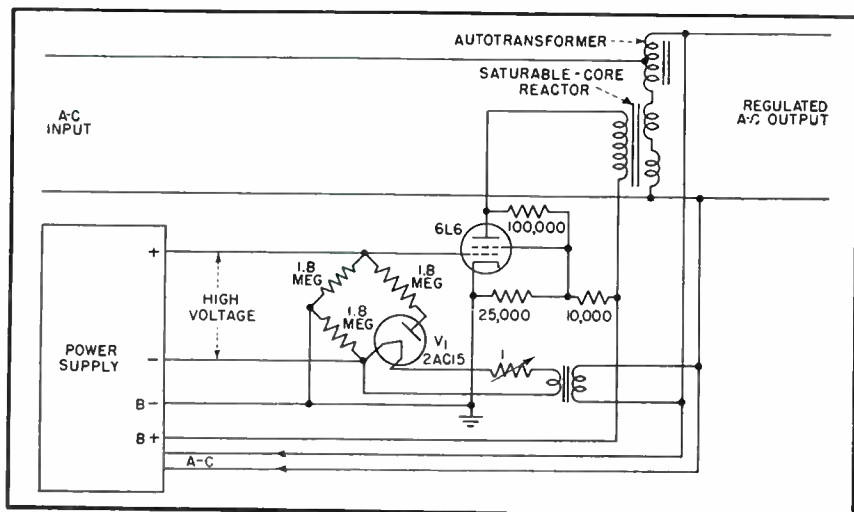 AUTOTRANSFORMER
SATURABLE-CORE
REACTOR
A-C
INPUT
REGULATED
A-C OUTPUT
6L6
100,000
+
1.8
MEG
1.8
MEG
HIGH
VOLTAGE
1.8
MEG
25,000
10,000
V1
2AC15
1
POWER
SUPPLY
−
B-
B+
A-C